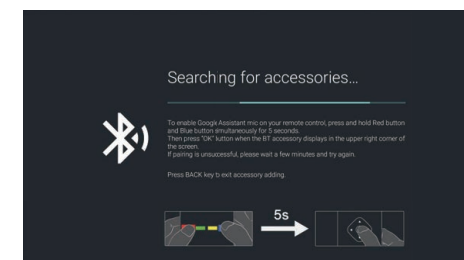 Searching for accessories...
To enable Google Assistant mic on your remote control, press and hold Red button
and Blue button simultaneously for 5 seconds.
Then press "OK" button when the BT accessory displays in the upper right corner of
the screen.
If pairing is unsuccessful, please wait a few minutes and try again.
Press BACK key to exit accessory adding.
5s